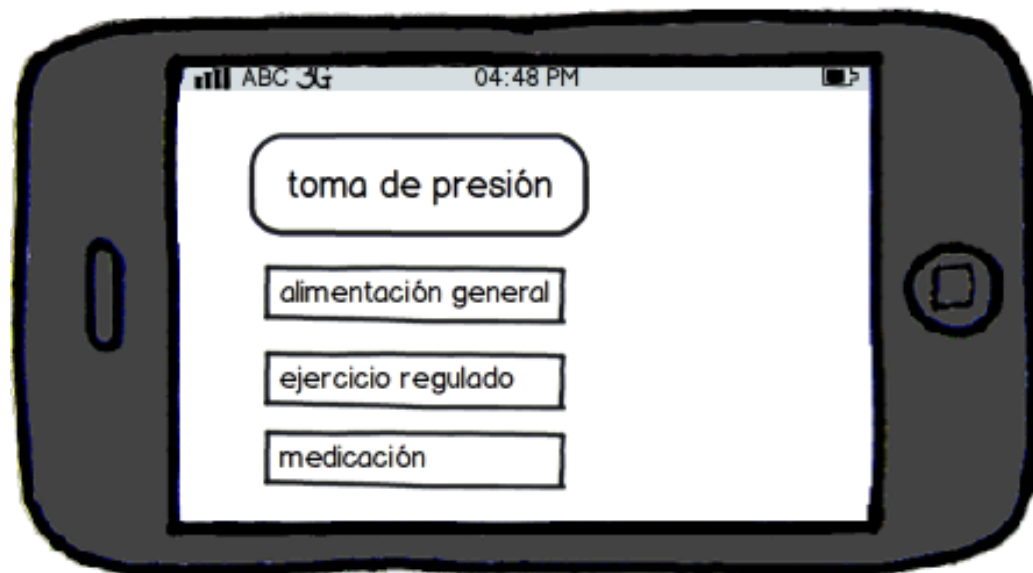 ABC 3G 04:48 PM
toma de presión
alimentación general
ejercicio regulado
medicación